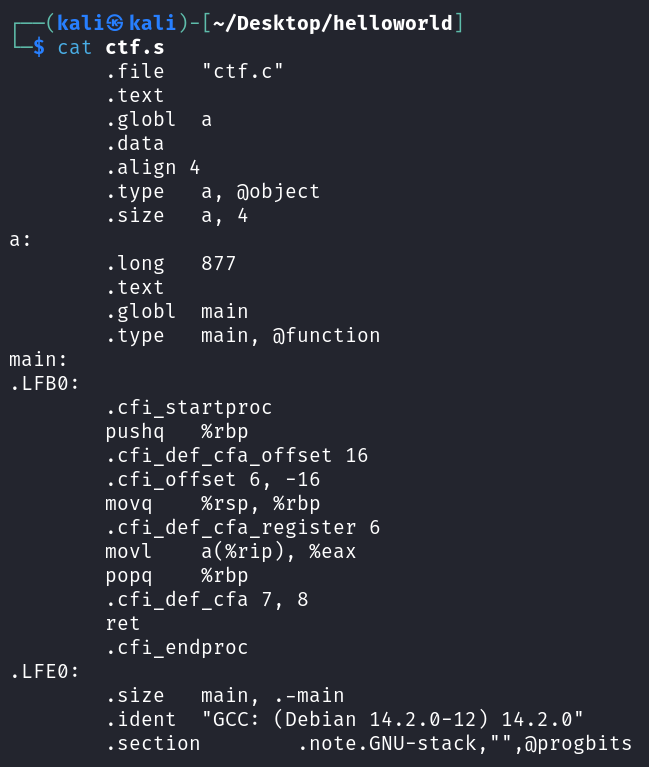 ┌──(kali㉿kali)-[~/Desktop/helloworld]
└─$ cat ctf.s
        .file   "ctf.c"
        .text
        .globl  a
        .data
        .align 4
        .type   a, @object
        .size   a, 4
a:
        .long   877
        .text
        .globl  main
        .type   main, @function
main:
.LFB0:
        .cfi_startproc
        pushq   %rbp
        .cfi_def_cfa_offset 16
        .cfi_offset 6, -16
        movq    %rsp, %rbp
        .cfi_def_cfa_register 6
        movl    a(%rip), %eax
        popq    %rbp
        .cfi_def_cfa 7, 8
        ret
        .cfi_endproc
.LFE0:
        .size   main, .-main
        .ident  "GCC: (Debian 14.2.0-12) 14.2.0"
        .section        .note.GNU-stack,"",@progbits